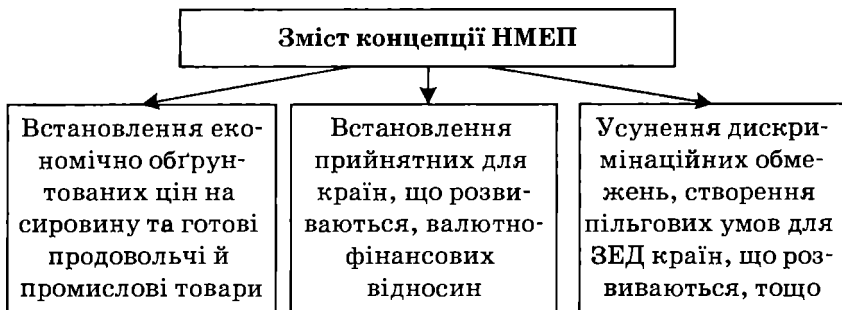 Зміст концепції НМЕП
Встановлення еко-
номічно обґрун-
тованих цін на
сировину та готові
продовольчі й
промислові товари
Встановлення
прийнятних для
країн, що розви-
ваються, валютно-
фінансових
відносин
Усунення дискри-
мінаційних обме-
жень, створення
пільгових умов для
ЗЕД країн, що роз-
виваються, тощо